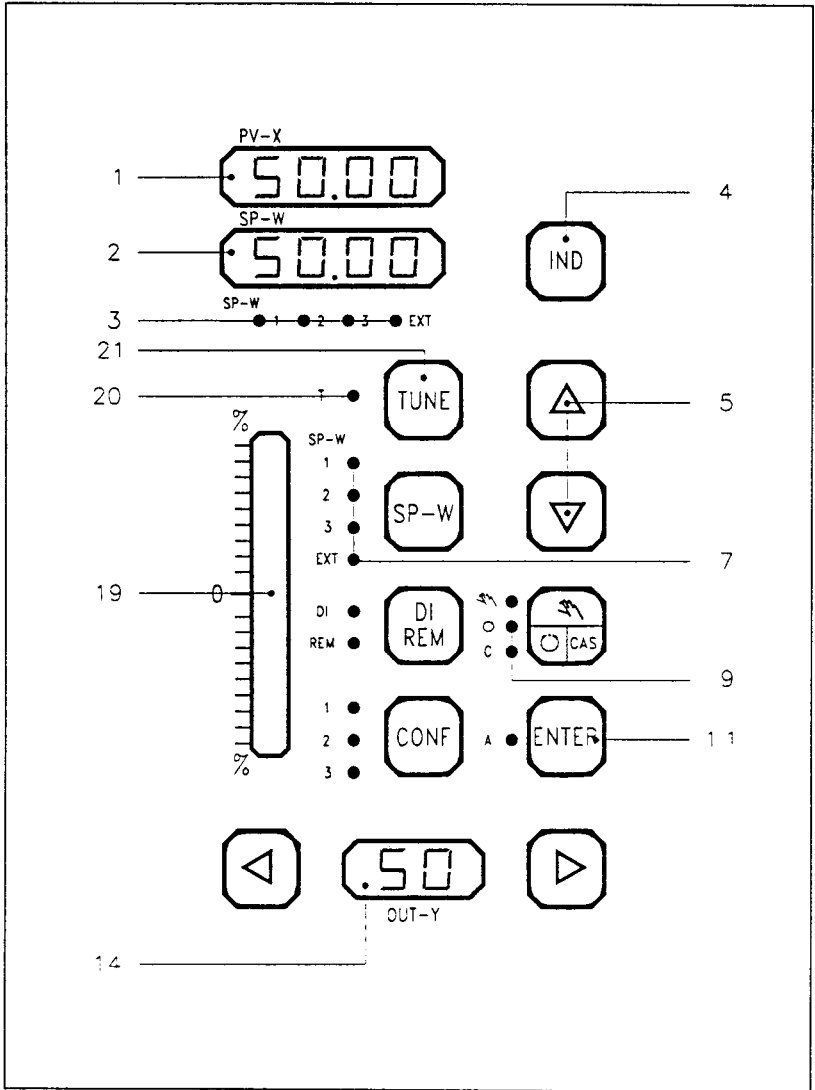 PV-X
1 50.00 4
SP-W
2 50.00 IND
SP-W
3 1 2 3 EXT
21
20 T TUNE 5
%
SP-W
1
2 SP-W
3
EXT 7
19 0
DI DI REM CAS
REM O
C 9
1
2 CONF A ENTER 11
%
3
.50
OUT-Y
14